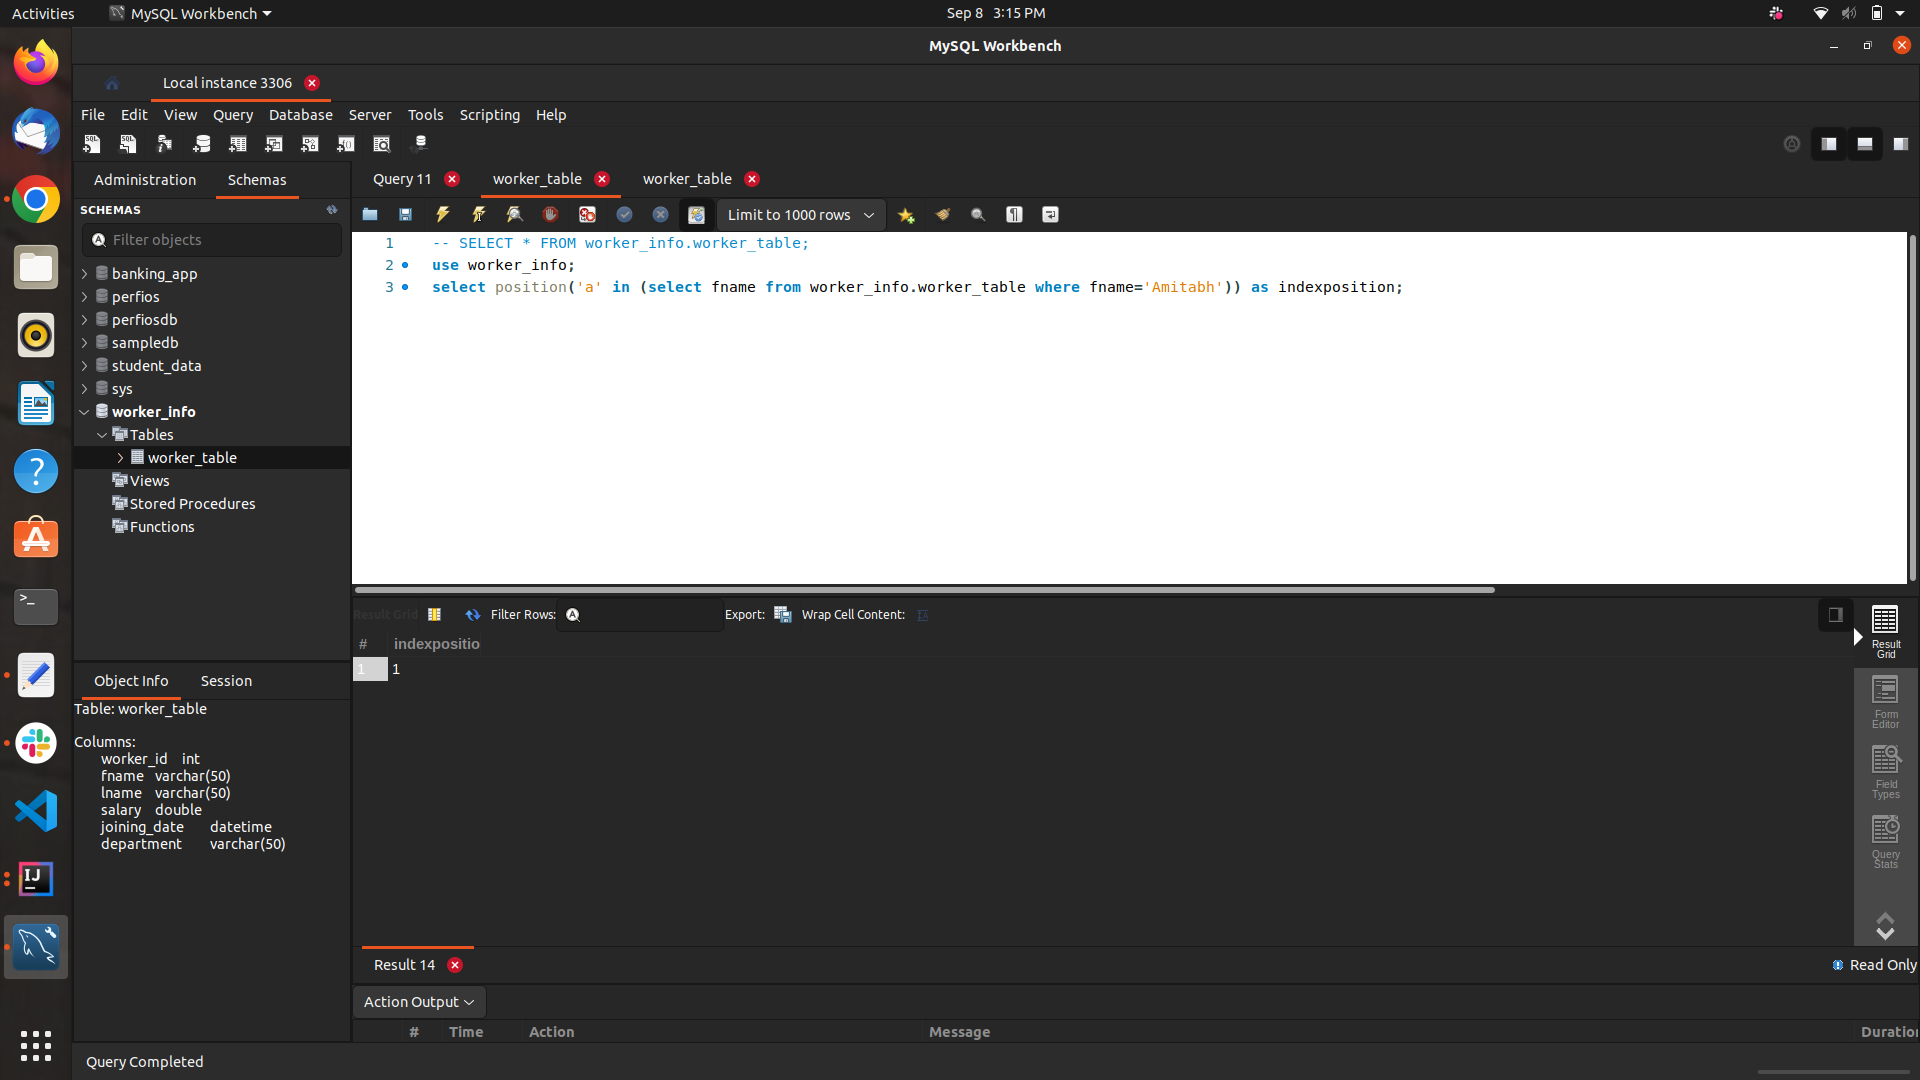 Activities
MySQL Workbench
Sep 8 3:15 PM
MySQL Workbench
Local instance 3306
File Edit View Query Database Server Tools Scripting Help
Administration
Schemas
Query 11
worker_table
worker_table
SCHEMAS
Filter objects
Limit to 1000 rows
banking_app
perfios
perfiosdb
sampledb
student_data
sys
worker_info
Tables
worker_table
Views
Stored Procedures
Functions
1 -- SELECT * FROM worker_info.worker_table;
2 use worker_info;
3 select position('a' in (select fname from worker_info.worker_table where fname='Amitabh')) as indexposition;
Result Grid
Filter Rows:
Export:
Wrap Cell Content:
# indexpositio
1 1
Result
Grid
Form
Editor
Field
Types
Query
Stats
Object Info
Session
Table: worker_table
Columns:
worker_id int
fname varchar(50)
lname varchar(50)
salary double
joining_date datetime
department varchar(50)
Result 14
Read Only
Action Output
# Time Action Message Duration
Query Completed